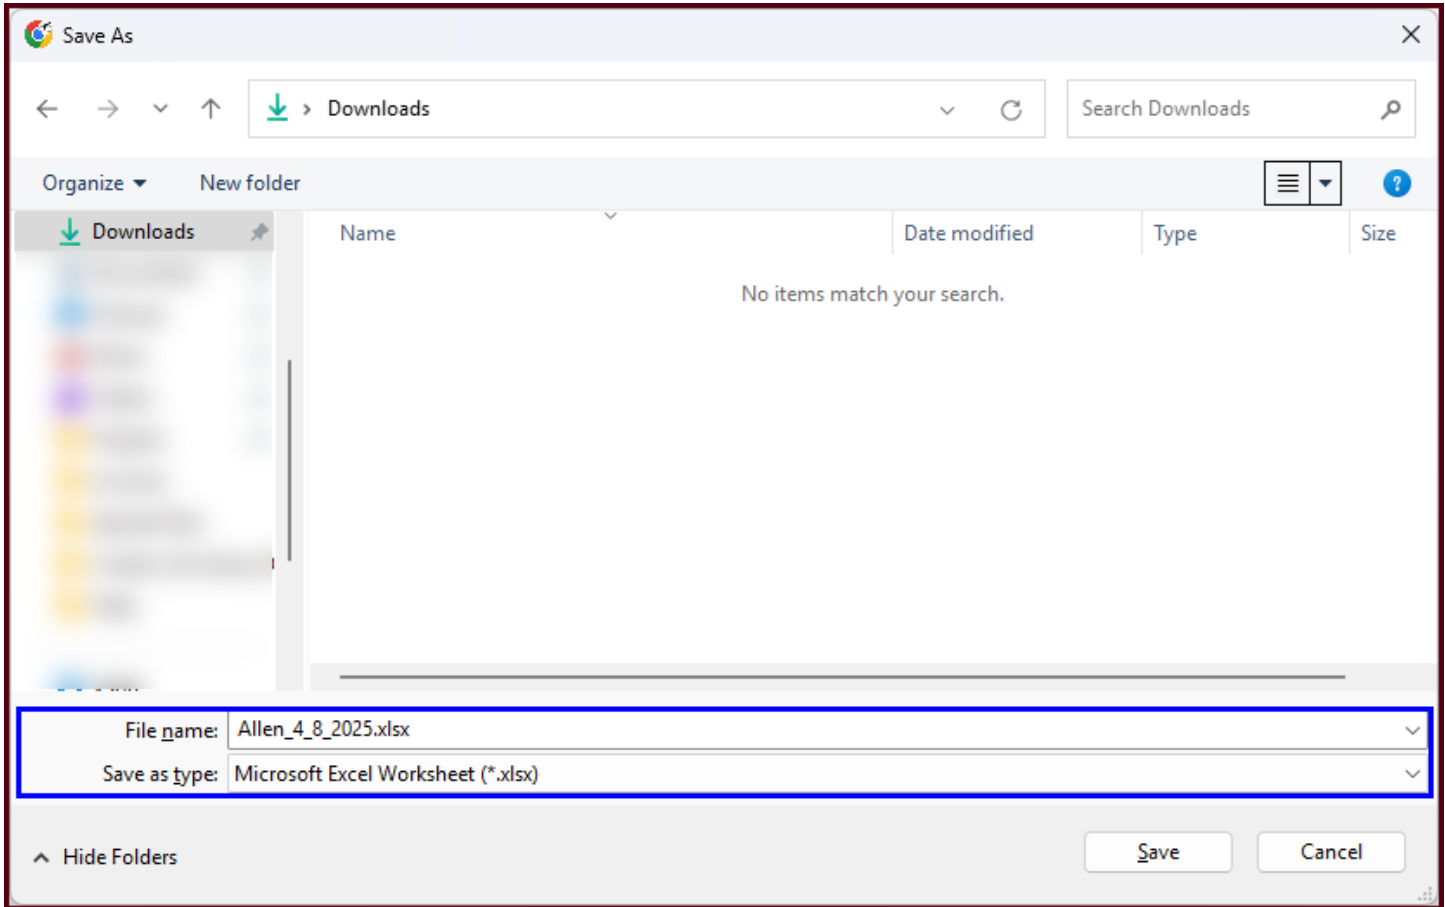 Save As
Downloads
Search Downloads
Organize
New folder
?
Downloads
Name
Date modified
Type
Size
No items match your search.
File name: Allen_4_8_2025.xlsx
Save as type: Microsoft Excel Worksheet (*.xlsx)
Hide Folders
Save
Cancel